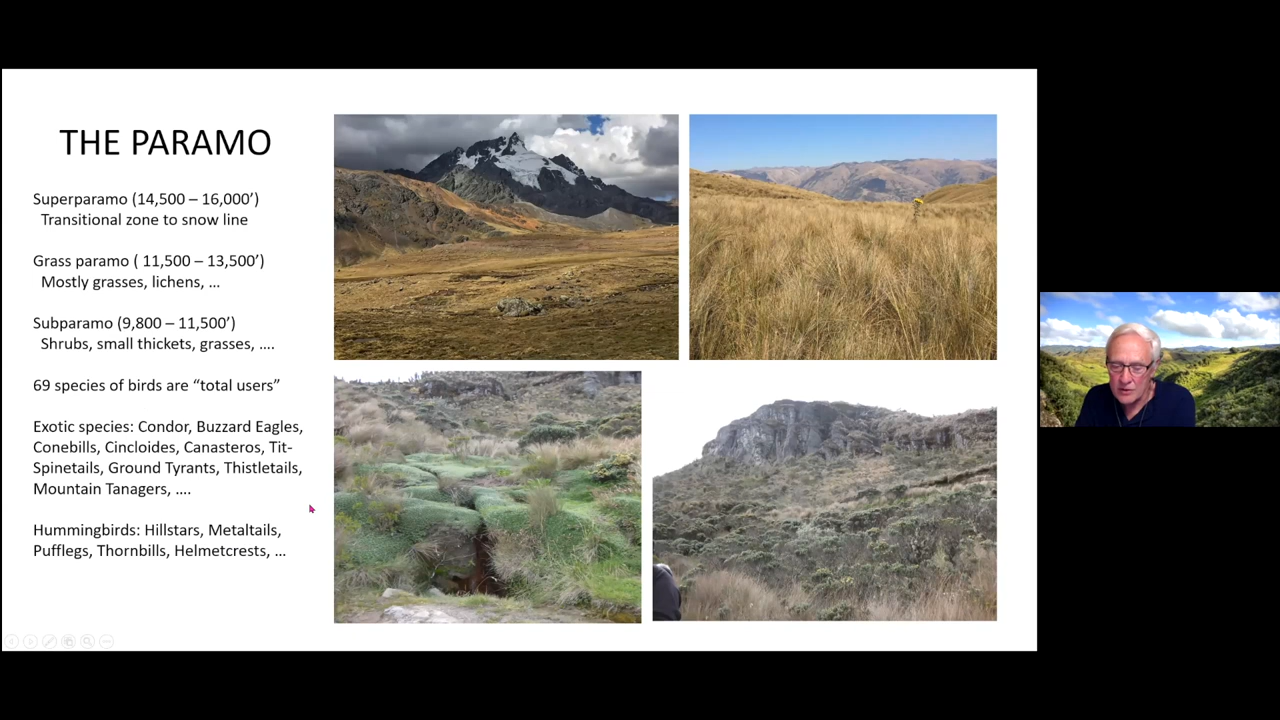 THE PARAMO
Superparamo (14,500 – 16,000’)
Transitional zone to snow line
Grass paramo ( 11,500 – 13,500’)
Mostly grasses, lichens, …
Subparamo (9,800 – 11,500’)
Shrubs, small thickets, grasses, ….
69 species of birds are “total users”
Exotic species: Condor, Buzzard Eagles,
Conebills, Cincloides, Canasteros, Tit-
Spinetails, Ground Tyrants, Thistletails,
Mountain Tanagers, ….
Hummingbirds: Hillstars, Metaltails,
Pufflegs, Thornbills, Helmetcrests, …